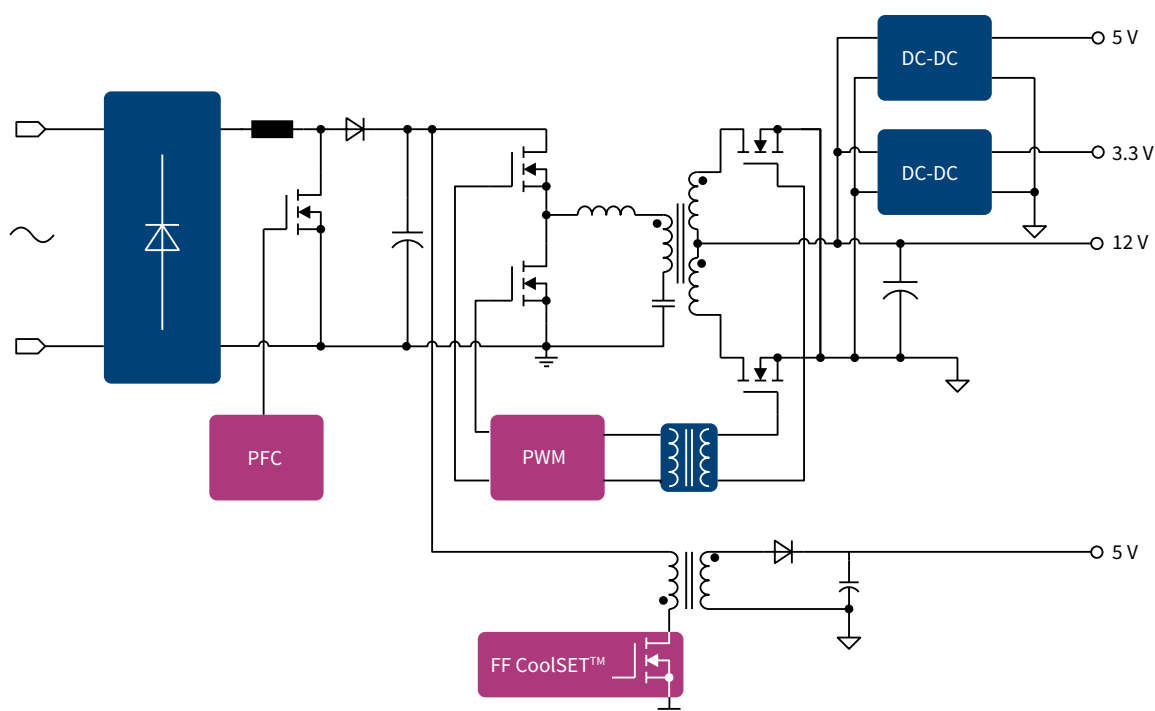 5 V
DC-DC
3.3 V
DC-DC
12 V
PFC
PWM
5 V
FF CoolSET™